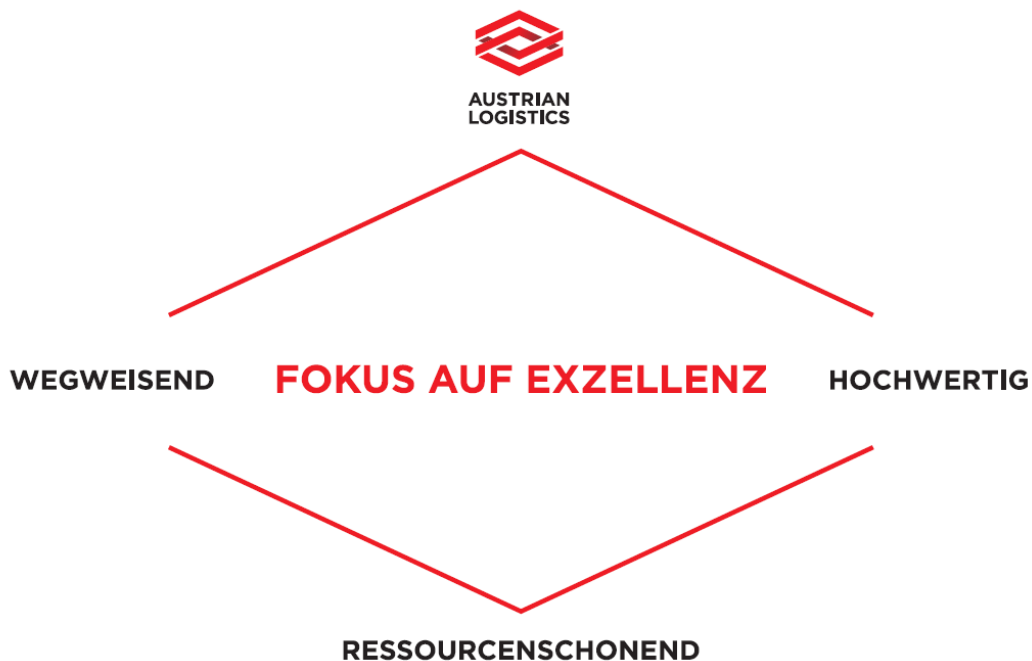 AUSTRIAN
LOGISTICS
WEGWEISEND
FOKUS AUF EXZELLENZ
HOCHWERTIG
RESSOURCENSCHONEND